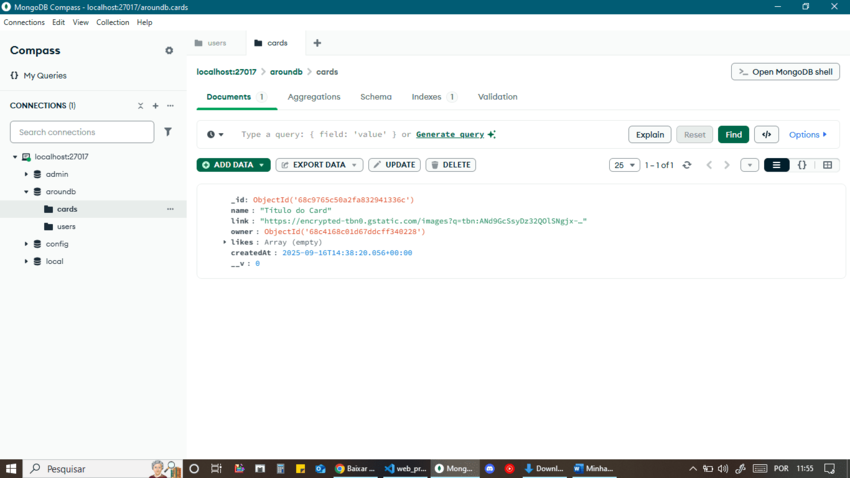 MongoDB Compass - localhost:27017/aroundb.cards
Connections Edit View Collection Help
Compass
{} My Queries
CONNECTIONS (1)
Search connections
localhost:27017
admin
aroundb
cards
users
config
local
users
cards
localhost:27017 > aroundb > cards
>_ Open MongoDB shell
Documents 1 Aggregations Schema Indexes 1 Validation
Type a query: { field: 'value' } or Generate query
Explain Reset Find </> Options
ADD DATA EXPORT DATA UPDATE DELETE
25 1 – 1 of 1
_id: ObjectId('68c9765c50a2fa832941336c')
name : "Título do Card"
link : "https://encrypted-tbn0.gstatic.com/images?q=tbn:ANd9GcSsyDz32QOlSNgjx-…"
owner : ObjectId('68c4168c01d67ddcff340228')
likes : Array (empty)
createdAt : 2025-09-16T14:38:20.056+00:00
__v : 0
Pesquisar
Baixar ...
web_pr...
Mong...
Downl...
Minha...
POR 11:55